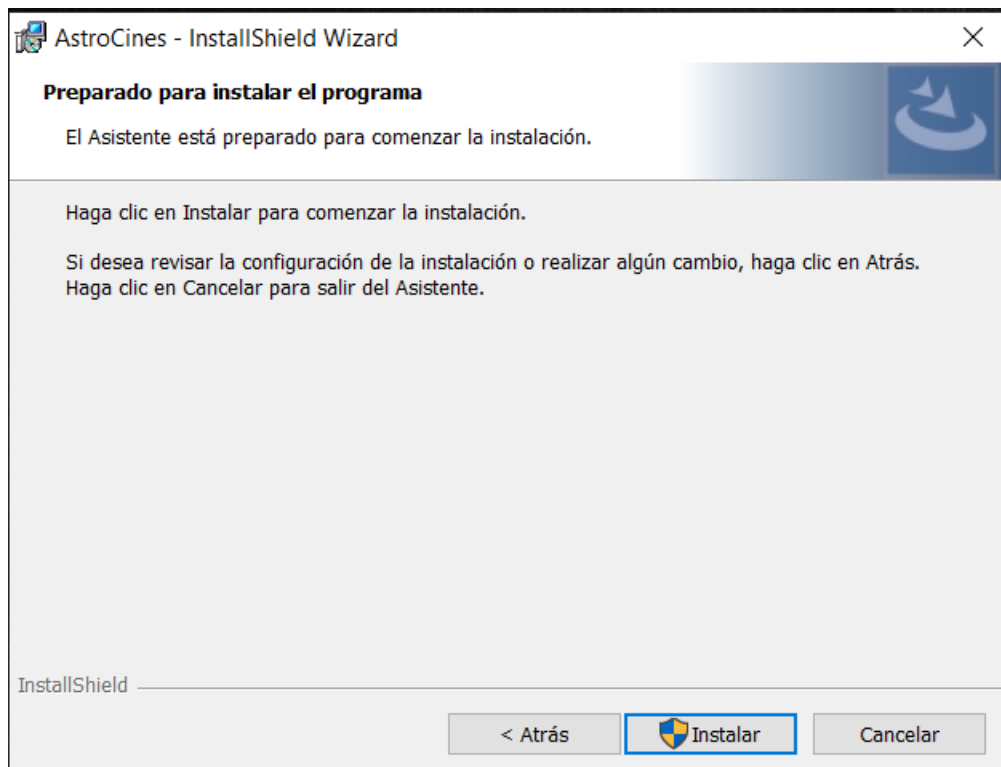 AstroCines - InstallShield Wizard
Preparado para instalar el programa
El Asistente está preparado para comenzar la instalación.
Haga clic en Instalar para comenzar la instalación.
Si desea revisar la configuración de la instalación o realizar algún cambio, haga clic en Atrás.
Haga clic en Cancelar para salir del Asistente.
InstallShield
< Atrás
Instalar
Cancelar